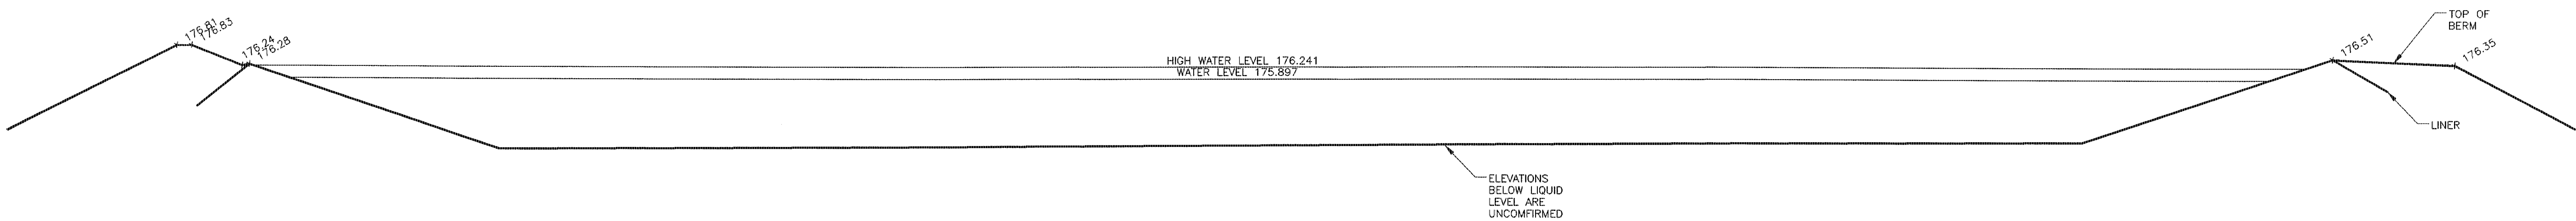 176.81
176.83
176.24
176.28
HIGH WATER LEVEL 176.241
WATER LEVEL 175.897
176.51
TOP OF
BERM
176.35
LINER
ELEVATIONS
BELOW LIQUID
LEVEL ARE
UNCOMFIRMED